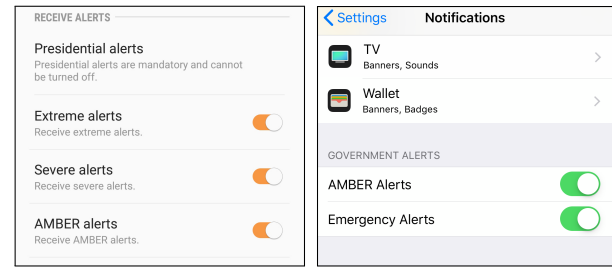 RECEIVE ALERTS
Presidential alerts
Presidential alerts are mandatory and cannot
be turned off.
Extreme alerts
Receive extreme alerts.
Severe alerts
Receive severe alerts.
AMBER alerts
Receive AMBER alerts.
Settings
Notifications
TV
Banners, Sounds
Wallet
Banners, Badges
GOVERNMENT ALERTS
AMBER Alerts
Emergency Alerts